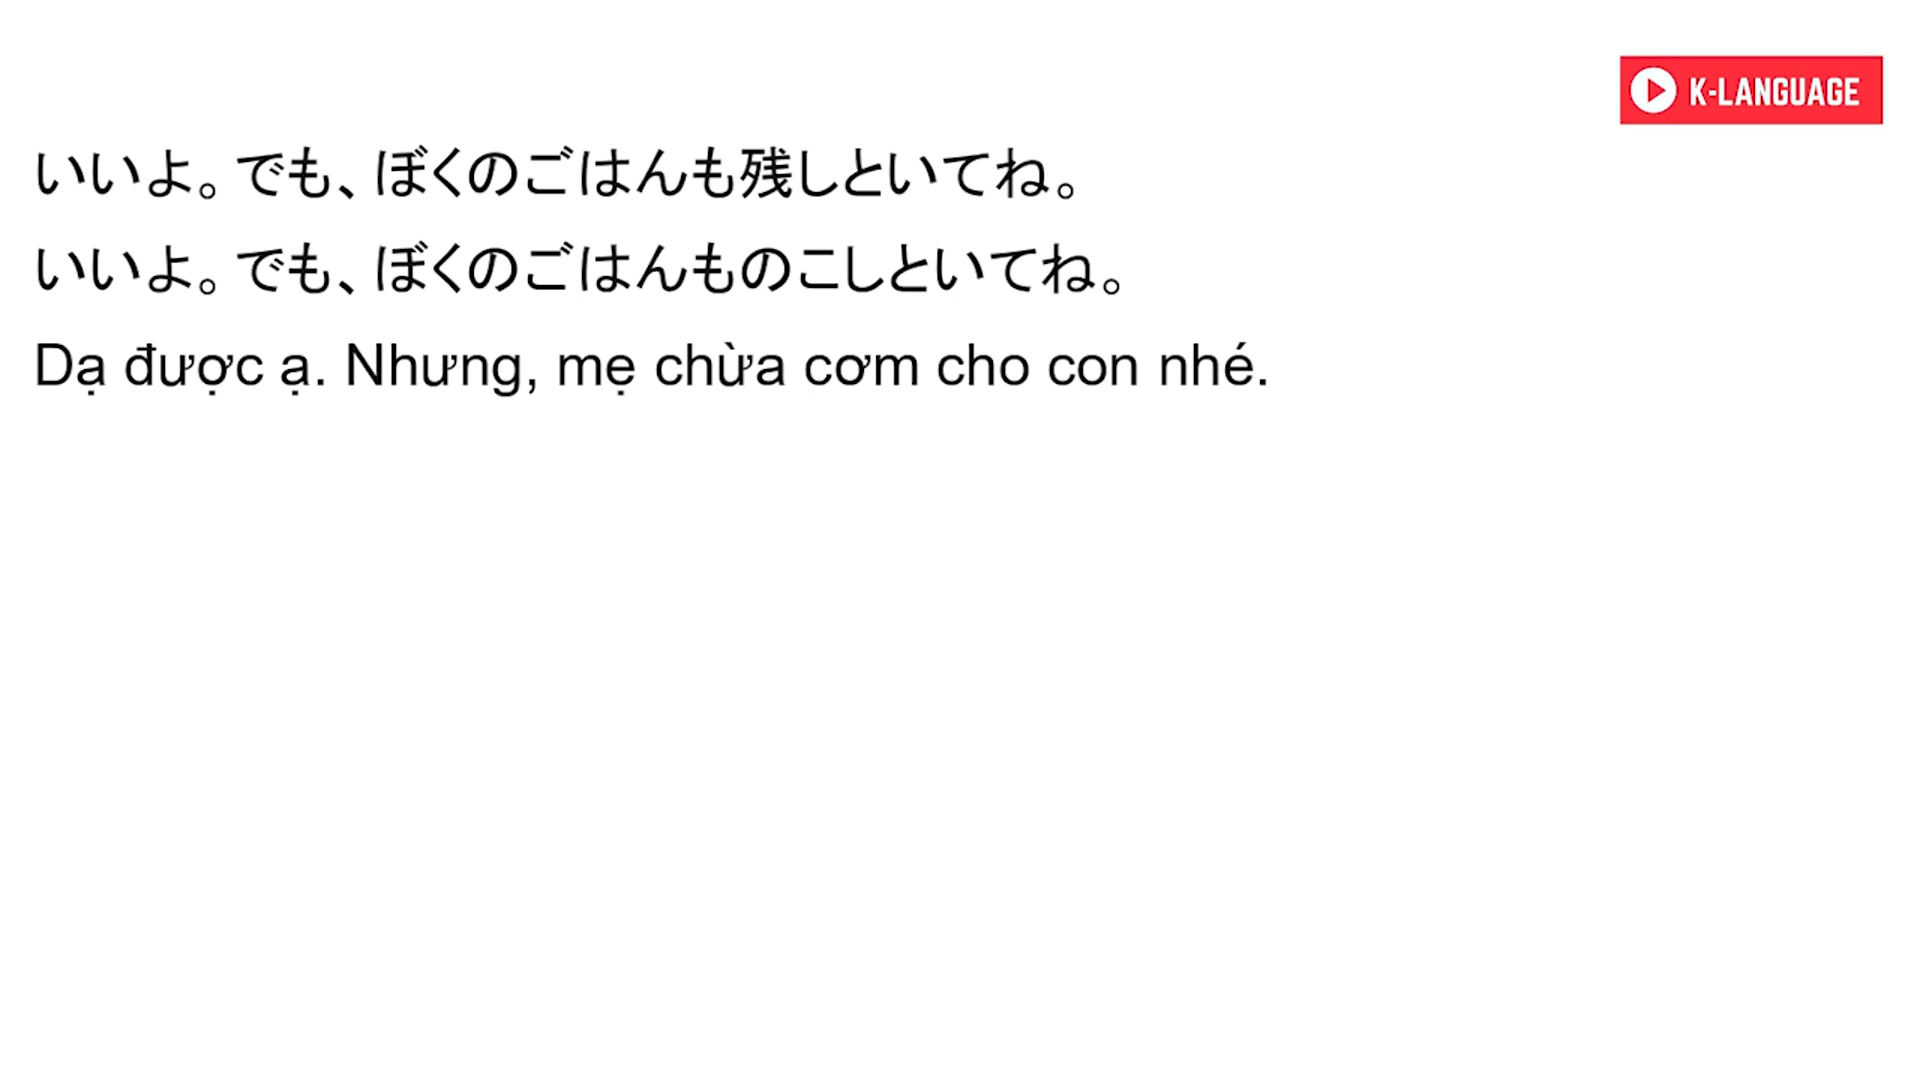 K-LANGUAGE
いいよ。でも、ぼくのごはんも残しといてね。
いいよ。でも、ぼくのごはんものこしといてね。
Dạ được ạ. Nhưng, mẹ chừa cơm cho con nhé.